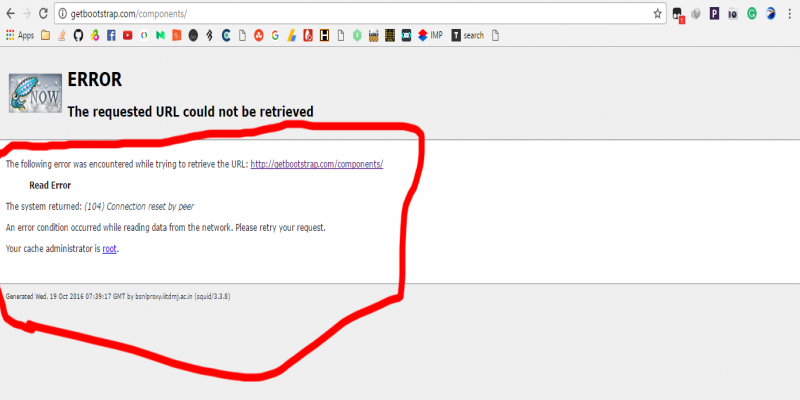 getbootstrap.com/components/
Apps IMP search
NOW
ERROR
The requested URL could not be retrieved
The following error was encountered while trying to retrieve the URL: http://getbootstrap.com/components/
Read Error
The system returned: (104) Connection reset by peer
An error condition occurred while reading data from the network. Please retry your request.
Your cache administrator is root.
Generated Wed, 19 Oct 2016 07:39:17 GMT by bsnlproxy.iiitdmj.ac.in (squid/3.3.8)